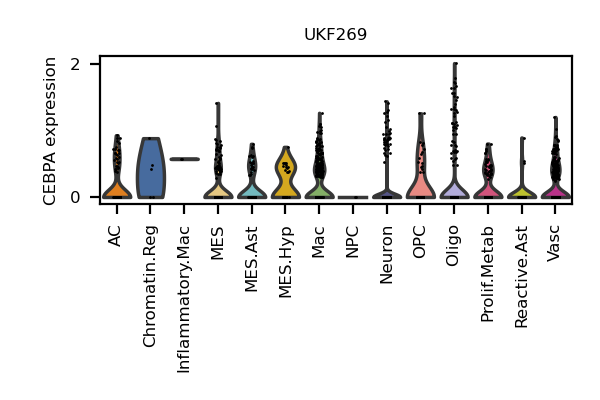 UKF269
CEBPA expression
2
0
AC
Chromatin.Reg
Inflammatory.Mac
MES
MES.Ast
MES.Hyp
Mac
NPC
Neuron
OPC
Oligo
Prolif.Metab
Reactive.Ast
Vasc